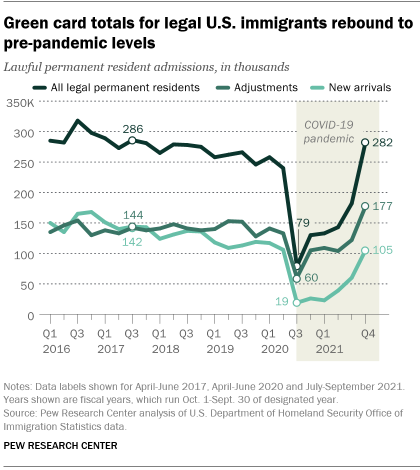 Green card totals for legal U.S. immigrants rebound to
pre-pandemic levels
Lawful permanent resident admissions, in thousands
All legal permanent residents Adjustments New arrivals
350K
300
250
200
150
100
50
0
COVID-19
pandemic
286
282
144
142
79
177
60
105
19
Q1 Q3 Q1 Q3 Q1 Q3 Q1 Q3 Q1 Q3 Q1 Q4
2016 2017 2018 2019 2020 2021
Notes: Data labels shown for April-June 2017, April-June 2020 and July-September 2021.
Years shown are fiscal years, which run Oct. 1-Sept. 30 of designated year.
Source: Pew Research Center analysis of U.S. Department of Homeland Security Office of
Immigration Statistics data.
PEW RESEARCH CENTER